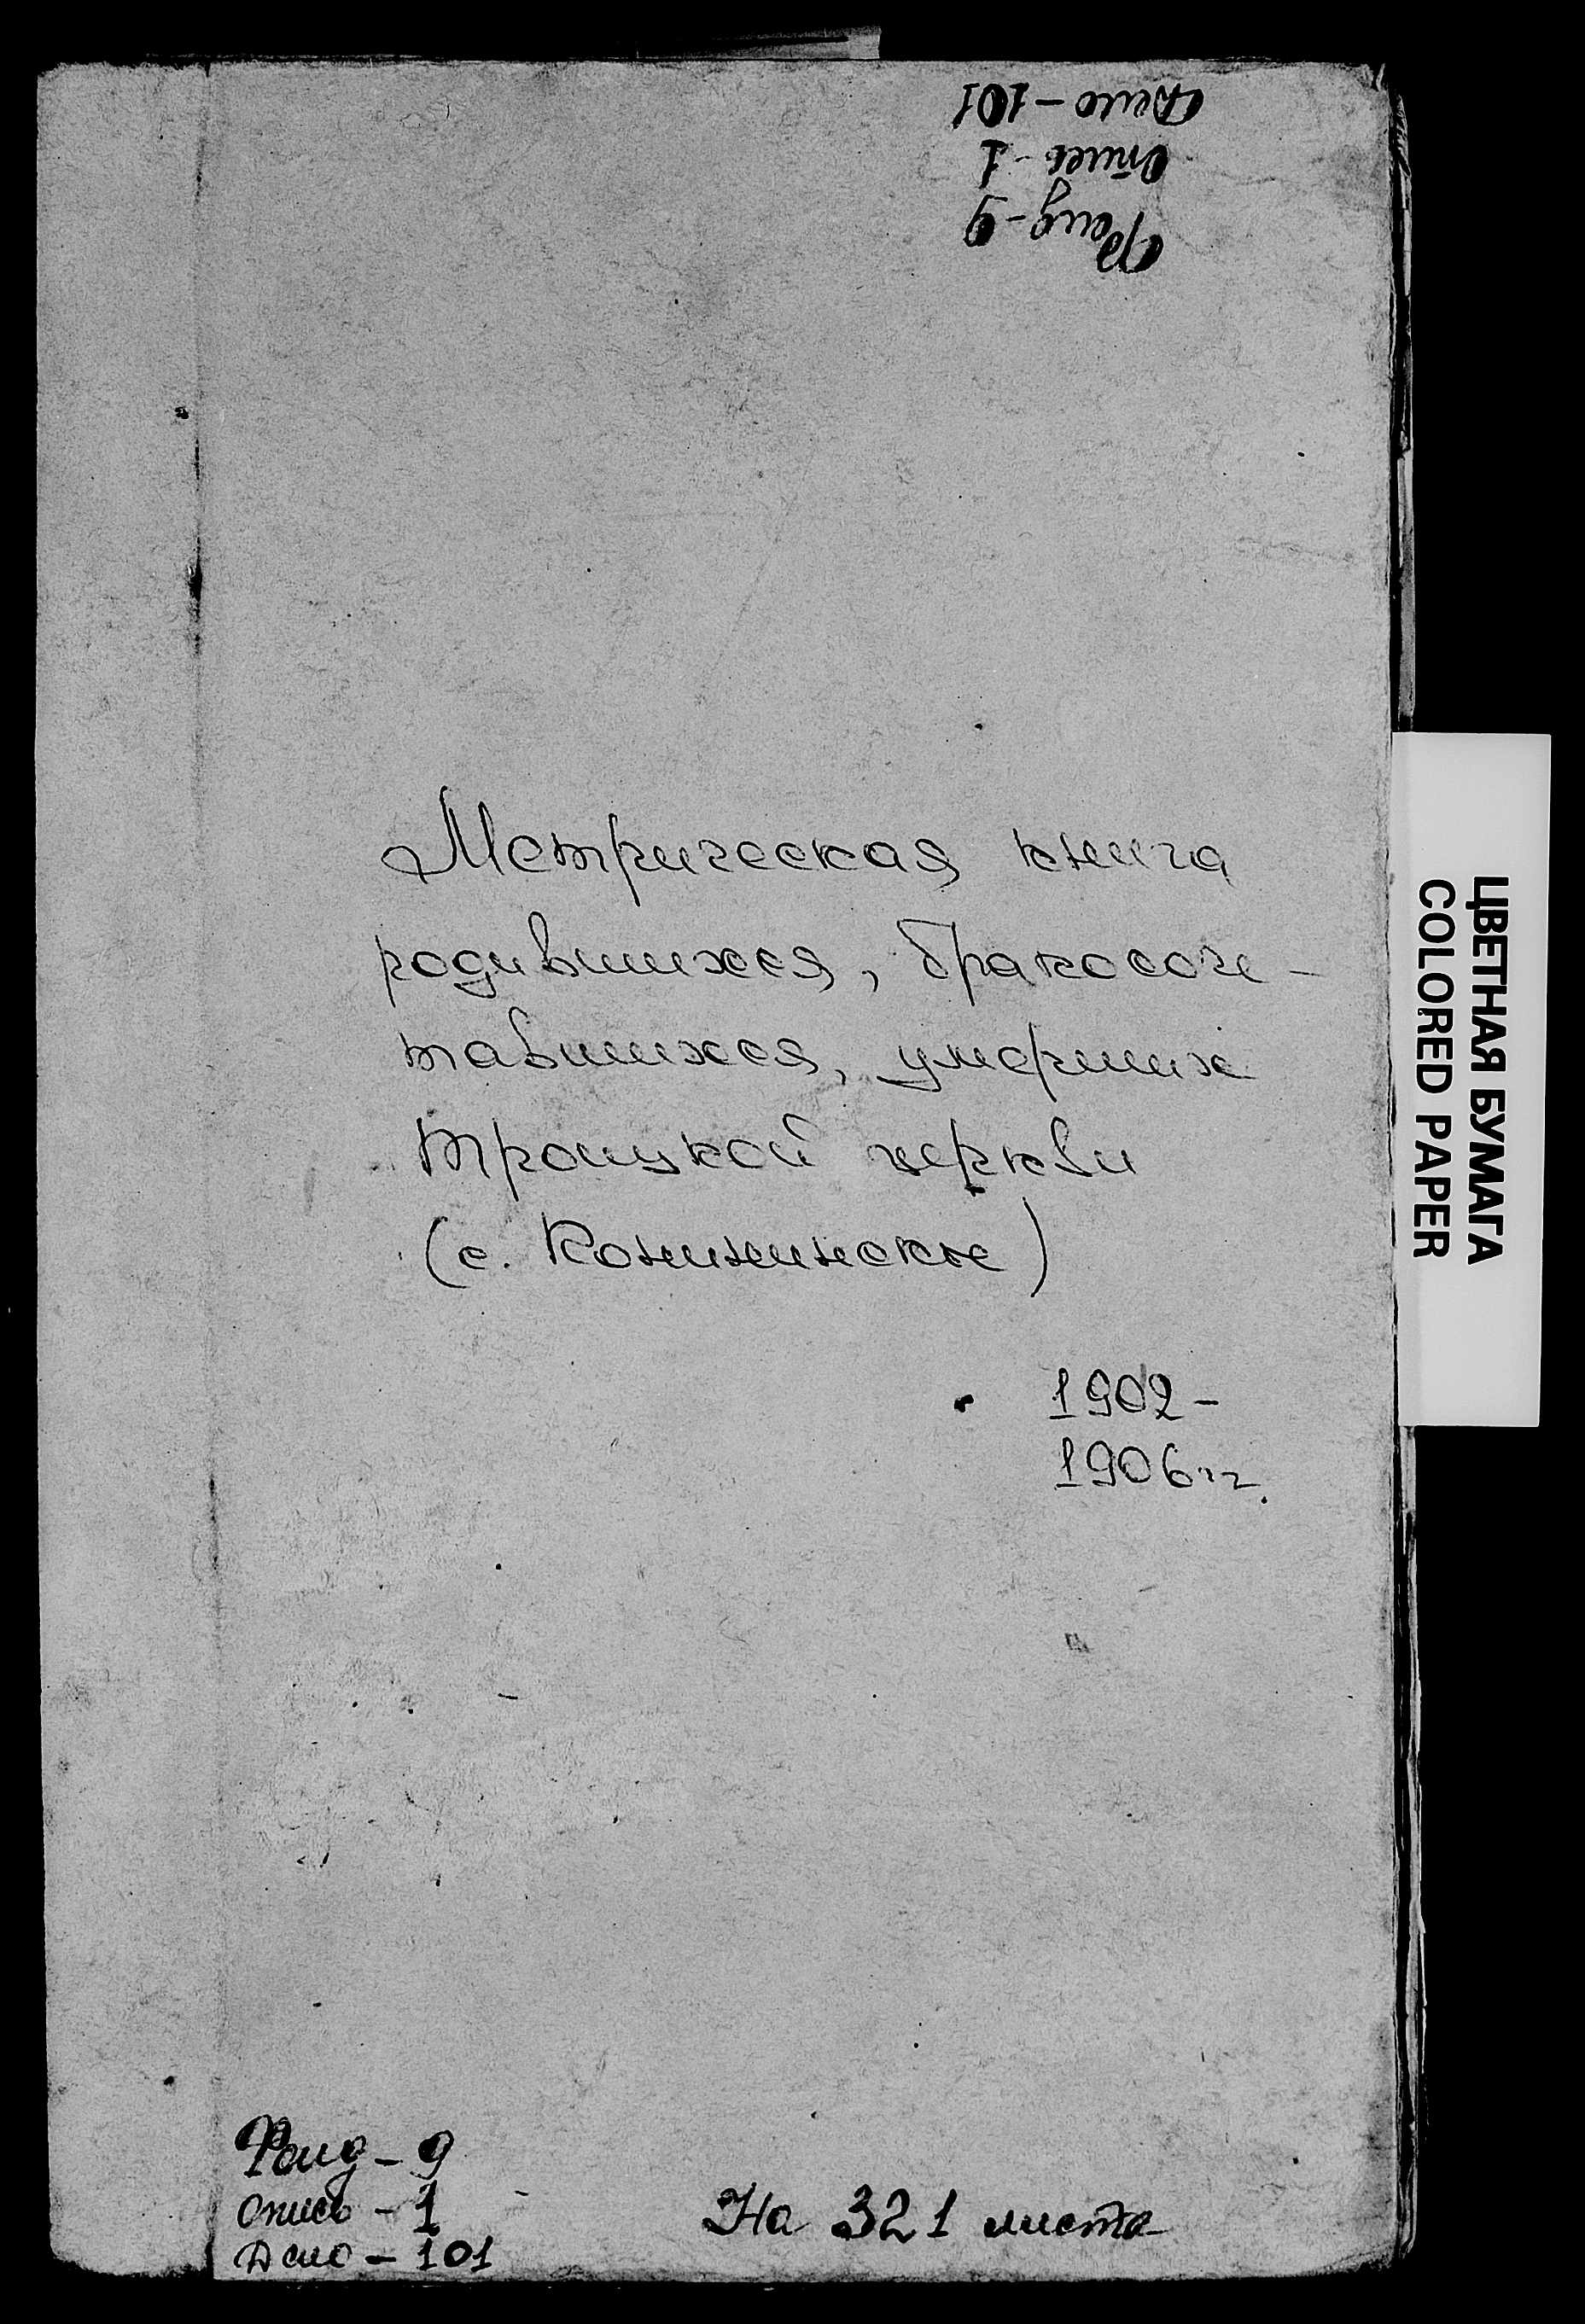 Дело - 101
Опись - 1
Фонд - 9
Метрическая книга
родившихся, бракосоче-
тавшихся, умерших
Троицкой церкви
(с.
1902 -
1906 гг.
Фонд - 9
Опись - 1
Дело - 101
На 321 листе
ЦВЕТНАЯ БУМАГА
COLORED PAPER